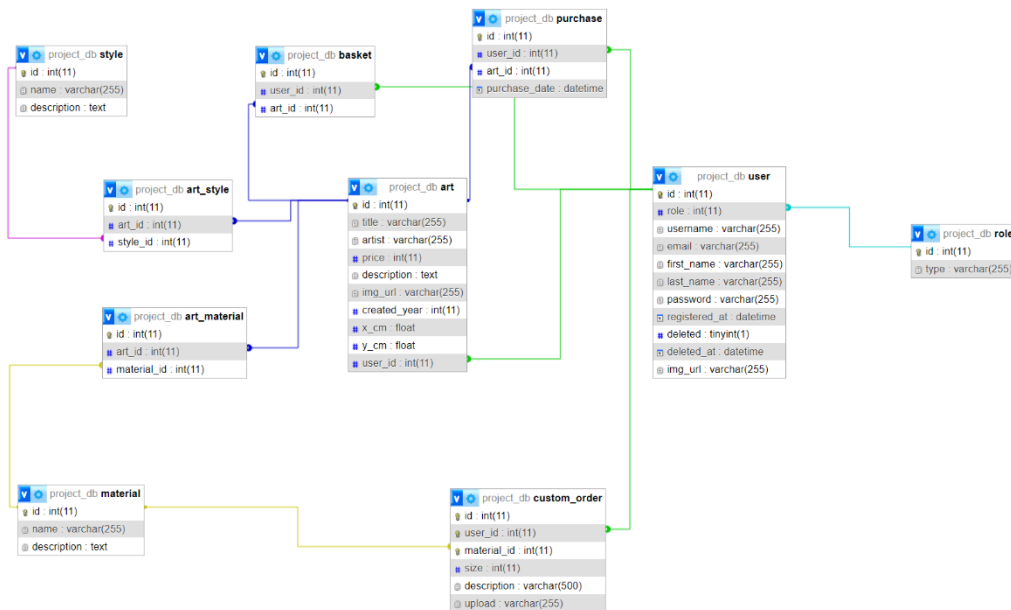 project_db style
id : int(11)
name : varchar(255)
description : text
project_db basket
id : int(11)
user_id : int(11)
art_id : int(11)
project_db purchase
id : int(11)
user_id : int(11)
art_id : int(11)
purchase_date : datetime
project_db art_style
id : int(11)
art_id : int(11)
style_id : int(11)
project_db art
id : int(11)
title : varchar(255)
artist : varchar(255)
price : int(11)
description : text
img_url : varchar(255)
created_year : int(11)
x_cm : float
y_cm : float
user_id : int(11)
project_db user
id : int(11)
role : int(11)
username : varchar(255)
email : varchar(255)
first_name : varchar(255)
last_name : varchar(255)
password : varchar(255)
registered_at : datetime
deleted : tinyint(1)
deleted_at : datetime
img_url : varchar(255)
project_db role
id : int(11)
type : varchar(255)
project_db art_material
id : int(11)
art_id : int(11)
material_id : int(11)
project_db material
id : int(11)
name : varchar(255)
description : text
project_db custom_order
id : int(11)
user_id : int(11)
material_id : int(11)
size : int(11)
description : varchar(500)
upload : varchar(255)